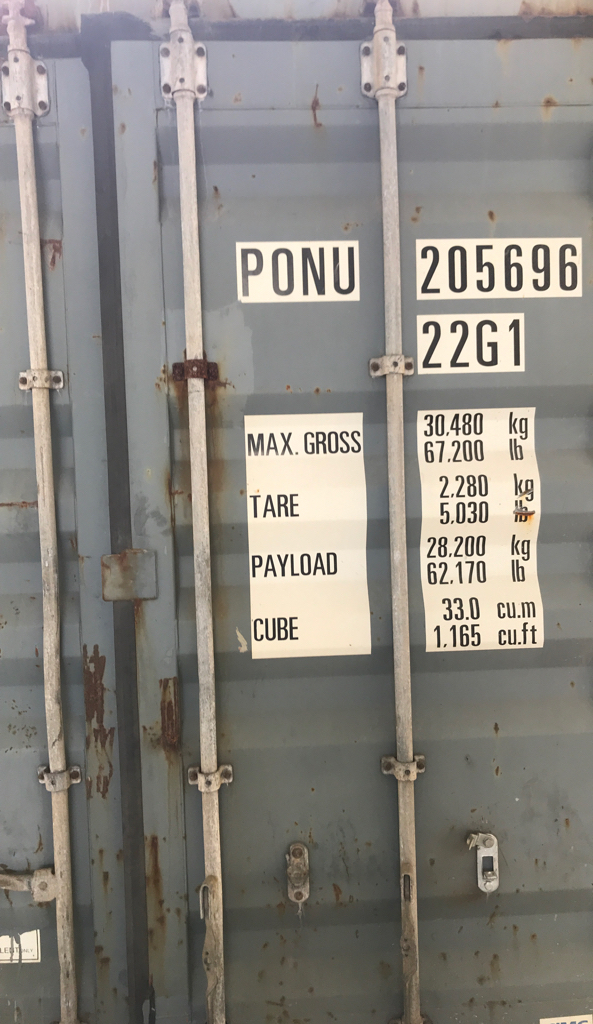 PONU 205696
22G1
MAX. GROSS 30,480 kg
67,200 lb
TARE 2,280 kg
5,030 lb
PAYLOAD 28,200 kg
62,170 lb
CUBE 33.0 cu.m
1,165 cu.ft